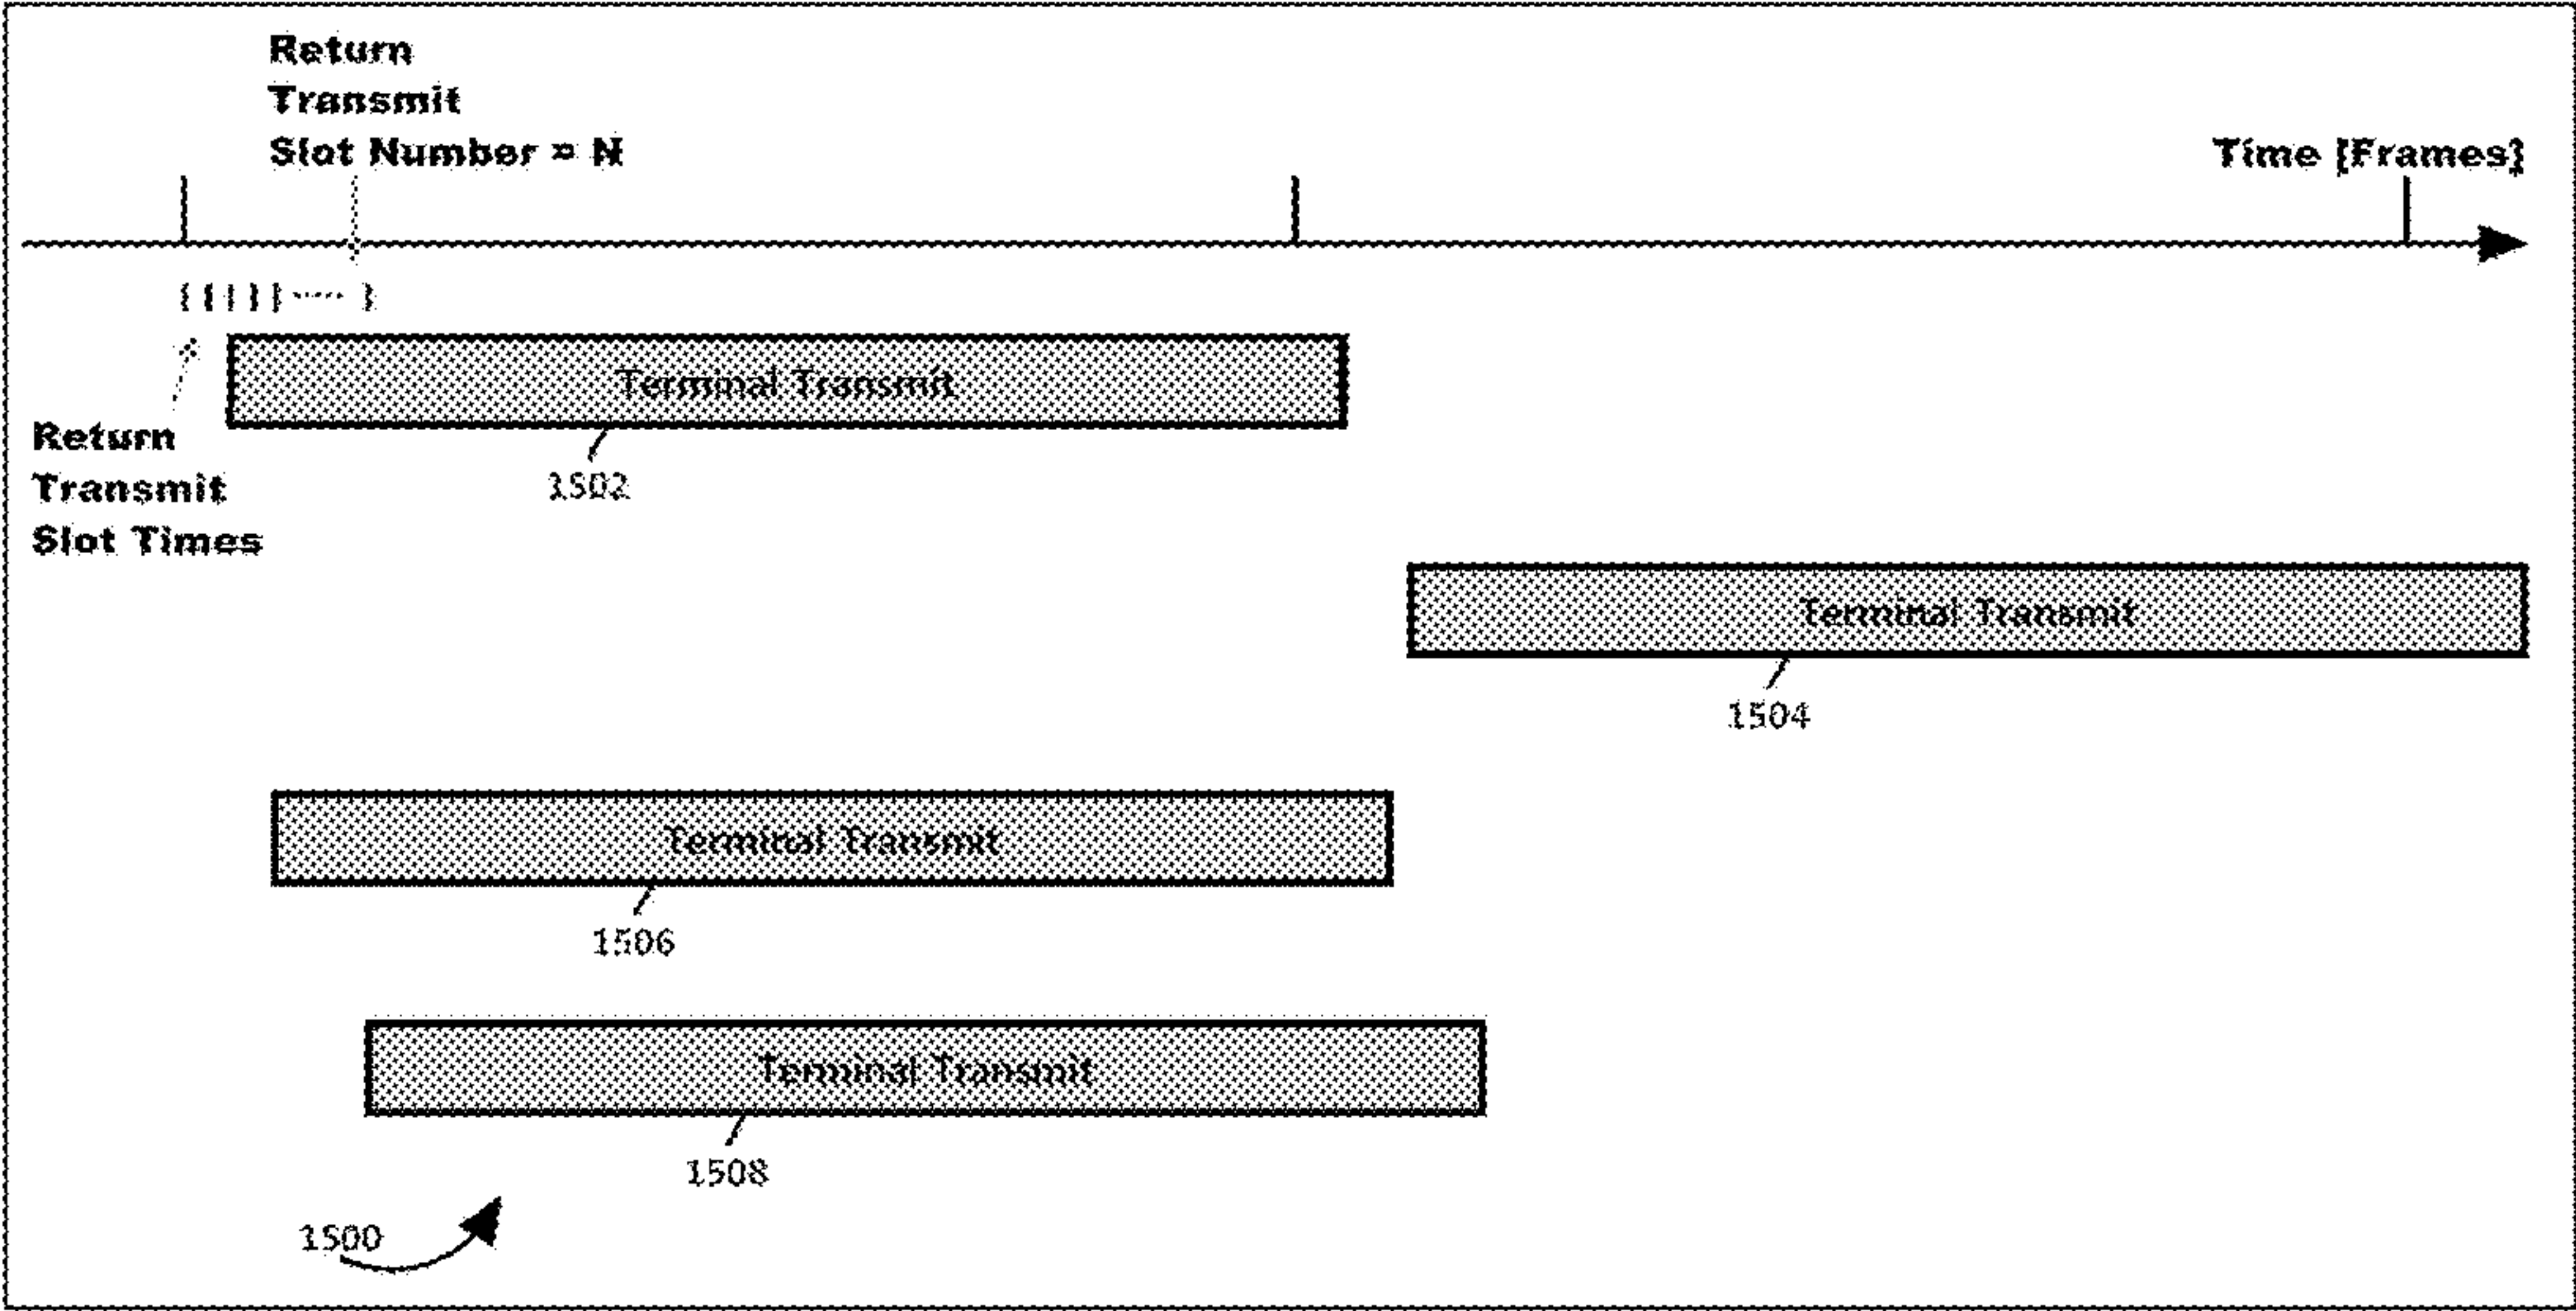 Return
Transmit
Slot Number = N
Time [Frames]
Terminal Transmit
1502
Return
Transmit
Slot Times
Terminal Transmit
1504
Terminal Transmit
1506
Terminal Transmit
1508
1500